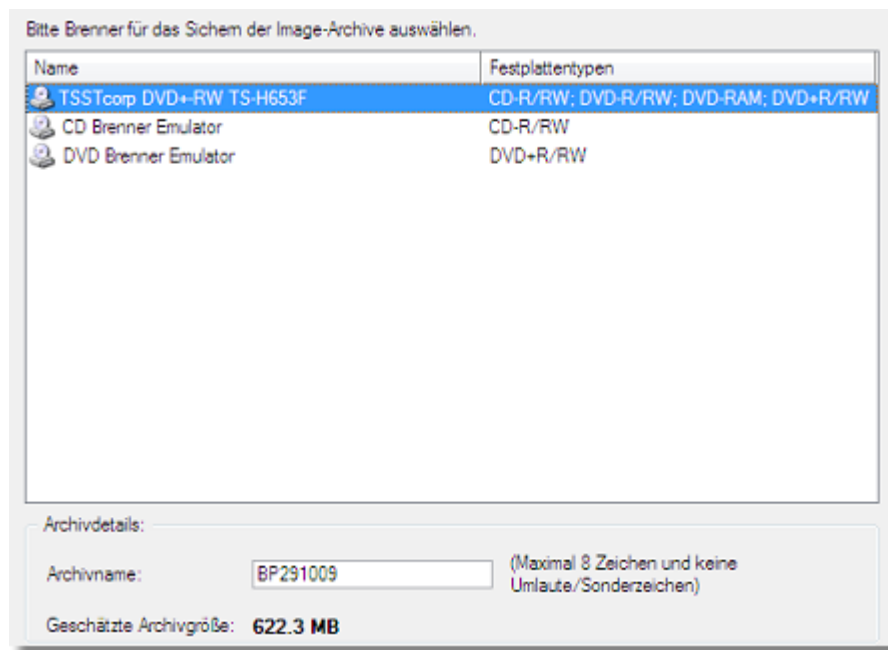 Bitte Brenner für das Sichern der Image-Archive auswählen.
Name Festplattentypen
TSSTcorp DVD+-RW TS-H653F CD-R/RW; DVD-R/RW; DVD-RAM; DVD+R/RW
CD Brenner Emulator CD-R/RW
DVD Brenner Emulator DVD+R/RW
Archivdetails:
Archivname: BP291009 (Maximal 8 Zeichen und keine
Umlaute/Sonderzeichen)
Geschätzte Archivgröße: 622.3 MB